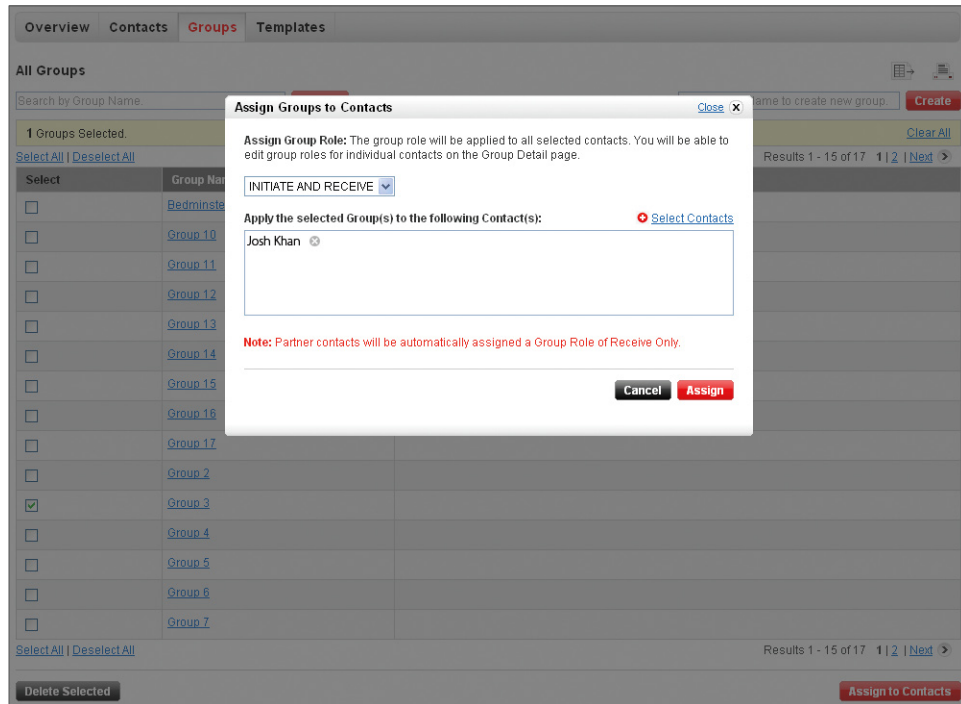 Overview Contacts Groups Templates
All Groups
Search by Group Name.
ame to create new group. Create
1 Groups Selected. Clear All
Select All | Deselect All Results 1 - 15 of 17 1 | 2 | Next
Select Group Nar
Bedminste
Group 10
Group 11
Group 12
Group 13
Group 14
Group 15
Group 16
Group 17
Group 2
Group 3
Group 4
Group 5
Group 6
Group 7
Select All | Deselect All Results 1 - 15 of 17 1 | 2 | Next
Delete Selected Assign to Contacts
Assign Groups to Contacts Close X
Assign Group Role: The group role will be applied to all selected contacts. You will be able to
edit group roles for individual contacts on the Group Detail page.
INITIATE AND RECEIVE
Apply the selected Group(s) to the following Contact(s): Select Contacts
Josh Khan
Note: Partner contacts will be automatically assigned a Group Role of Receive Only.
Cancel Assign